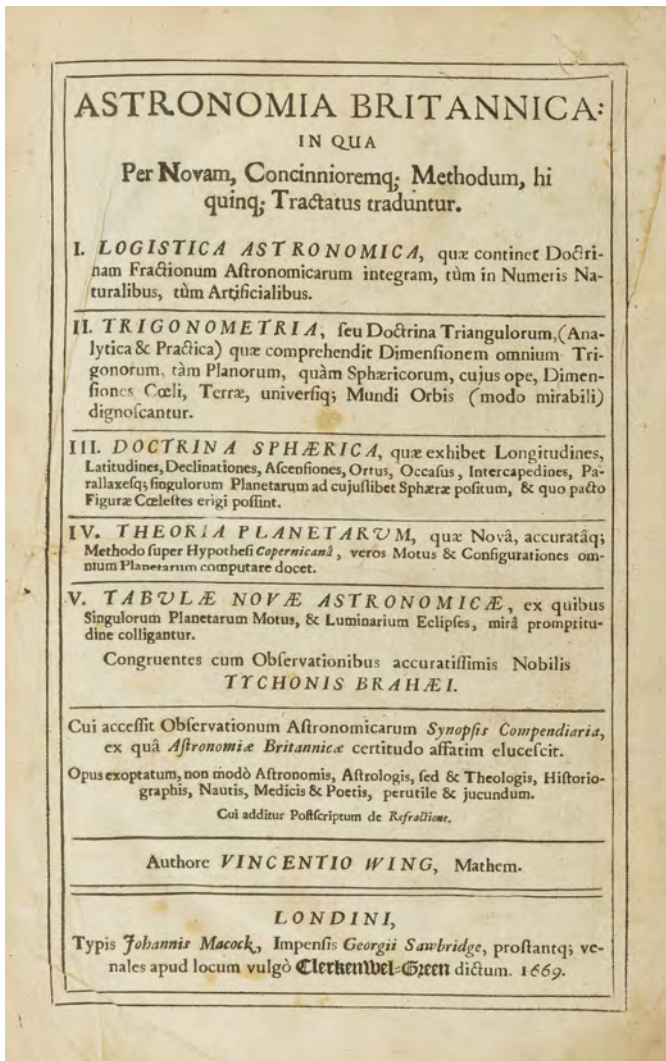 ASTRONOMIA BRITANNICA:
IN QUA
Per Novam, Concinnioremq; Methodum, hi
quinq; Tractatus traduntur.
I. LOGISTICA ASTRONOMICA, quæ continet Doctri-
nam Fractionum Aſtronomicarum integram, tùm in Numeris Na-
turalibus, tùm Artificialibus.
II. TRIGONOMETRIA, ſeu Doctrina Triangulorum, (Ana-
lytica & Practica) quæ comprehendit Dimenſionem omnium Tri-
gonorum, tàm Planorum, quàm Sphæricorum, cujus ope, Dimen-
ſiones Cœli, Terræ, univerſiq; Mundi Orbis (modo mirabili)
dignoſcantur.
III. DOCTRINA SPHÆRICA, quæ exhibet Longitudines,
Latitudines, Declinationes, Aſcenſiones, Ortus, Occaſus, Intercapedines, Pa-
rallaxeſq; ſingulorum Planetarum ad cujuſlibet Sphæræ poſitum, & quo pacto
Figuræ Cœleſtes erigi poſſint.
IV. THEORIA PLANETARVM, quæ Novâ, accuratâq;
Methodo ſuper Hypotheſi Copernicanâ, veros Motus & Configurationes om-
nium Planetarum computare docet.
V. TABVLÆ NOVÆ ASTRONOMICÆ, ex quibus
Singulorum Planetarum Motus, & Luminarium Eclipſes, mirâ promptitu-
dine colligantur.
Congruentes cum Obſervationibus accuratiſſimis Nobilis
TYCHONIS BRAHÆI.
Cui acceſſit Obſervationum Aſtronomicarum Synopſis Compendiaria,
ex quâ Aſtronomiæ Britannicæ certitudo affatim eluceſcit.
Opus exoptatum, non modò Aſtronomis, Aſtrologis, ſed & Theologis, Hiſtorio-
graphis, Nautis, Medicis & Poetis, perutile & jucundum.
Cui additur Poſtſcriptum de Refractione.
Authore VINCENTIO WING, Mathem.
LONDINI,
Typis Johannis Macock, Impenſis Georgii Sawbridge, proſtantq; ve-
nales apud locum vulgò Clerkenwel-Green dictum. 1669.